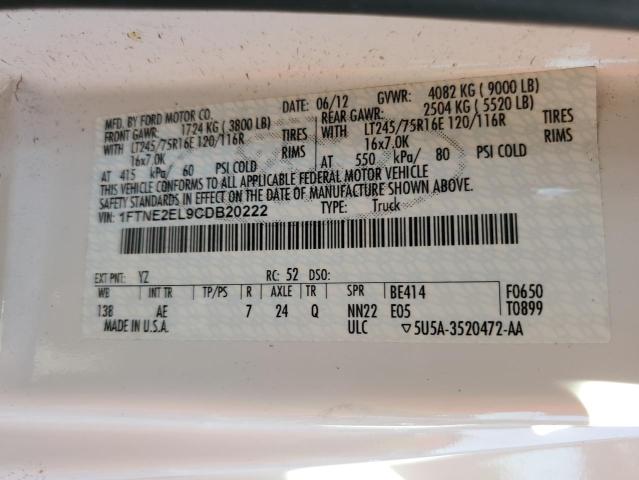 MFD. BY FORD MOTOR CO.
DATE: 06/12
GVWR: 4082 KG ( 9000 LB)
FRONT GAWR: 1724 KG ( 3800 LB)
REAR GAWR: 2504 KG ( 5520 LB)
WITH LT245/75R16E 120/116R TIRES
WITH LT245/75R16E 120/116R TIRES
16x7.0K RIMS
16x7.0K RIMS
AT 415 kPa/ 60 PSI COLD
AT 550 kPa/ 80 PSI COLD
THIS VEHICLE CONFORMS TO ALL APPLICABLE FEDERAL MOTOR VEHICLE
SAFETY STANDARDS IN EFFECT ON THE DATE OF MANUFACTURE SHOWN ABOVE.
VIN: 1FTNE2EL9CDB20222
TYPE: Truck
EXT PNT: YZ RC: 52 DSO:
WB INT TR TP/PS R AXLE TR SPR BE414 F0650
138 AE 7 24 Q NN22 E05 T0899
MADE IN U.S.A. ULC ▽5U5A-3520472-AA